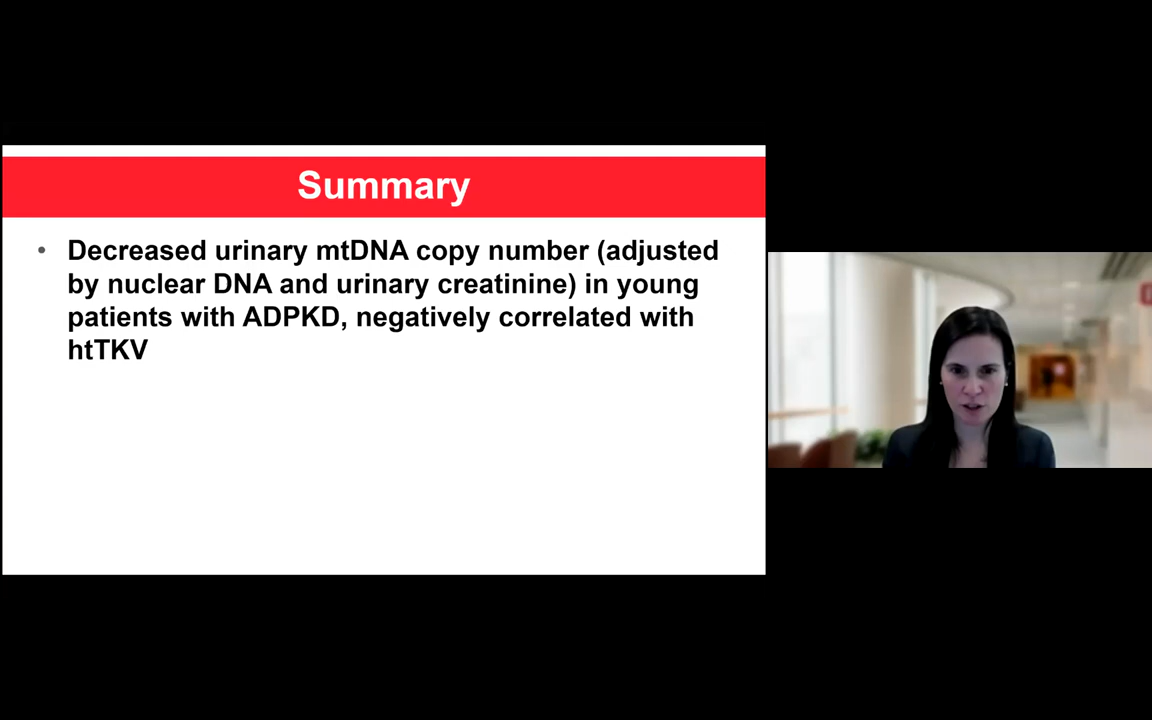 Summary
• Decreased urinary mtDNA copy number (adjusted
by nuclear DNA and urinary creatinine) in young
patients with ADPKD, negatively correlated with
htTKV